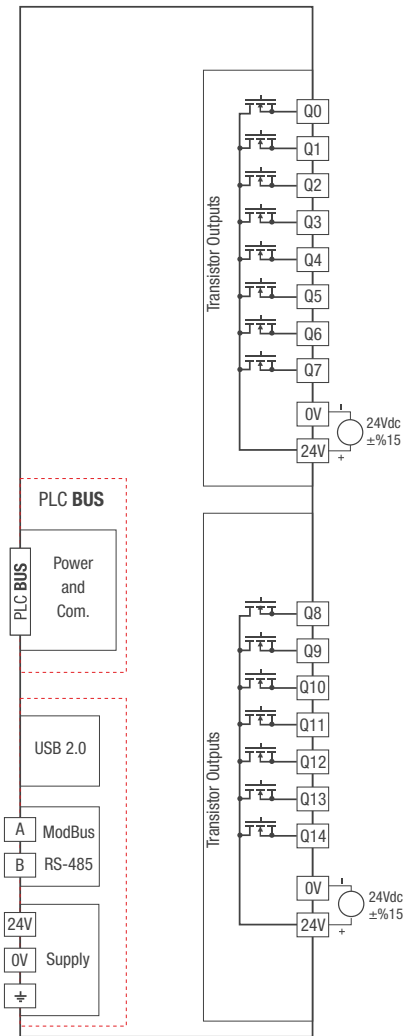 Transistor Outputs
Q0
Q1
Q2
Q3
Q4
Q5
Q6
Q7
0V
-
24Vdc
±%15
24V
+
PLC BUS
PLC BUS
Power
and
Com.
USB 2.0
A
ModBus
B
RS-485
24V
0V
Supply
Transistor Outputs
Q8
Q9
Q10
Q11
Q12
Q13
Q14
0V
-
24Vdc
±%15
24V
+